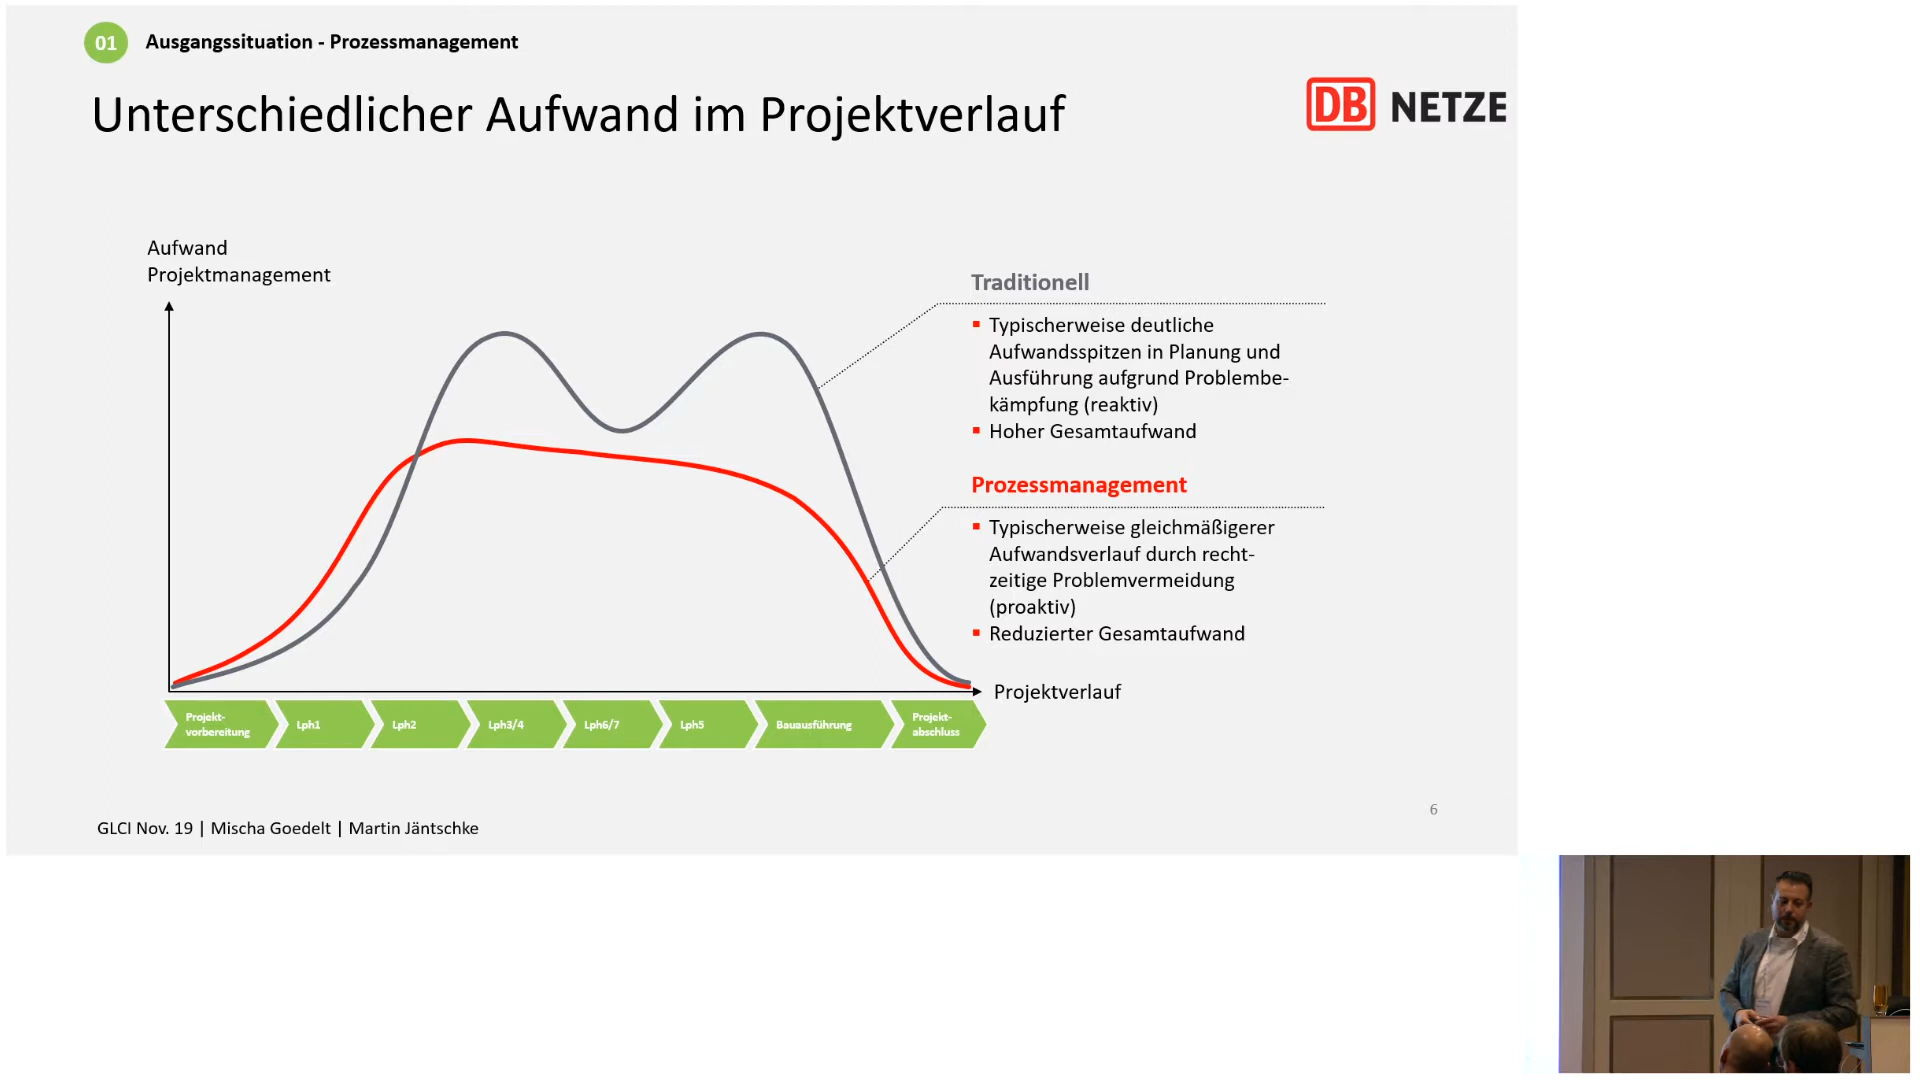 01 Ausgangssituation - Prozessmanagement
Unterschiedlicher Aufwand im Projektverlauf
DB NETZE
Aufwand
Projektmanagement
Traditionell
Typischerweise deutliche
Aufwandsspitzen in Planung und
Ausführung aufgrund Problembe-
kämpfung (reaktiv)
Hoher Gesamtaufwand
Prozessmanagement
Typischerweise gleichmäßigerer
Aufwandsverlauf durch recht-
zeitige Problemvermeidung
(proaktiv)
Reduzierter Gesamtaufwand
Projektverlauf
Projekt-
vorbereitung
Lph1
Lph2
Lph3/4
Lph6/7
Lph5
Bauausführung
Projekt-
abschluss
6
GLCI Nov. 19 | Mischa Goedelt | Martin Jäntschke